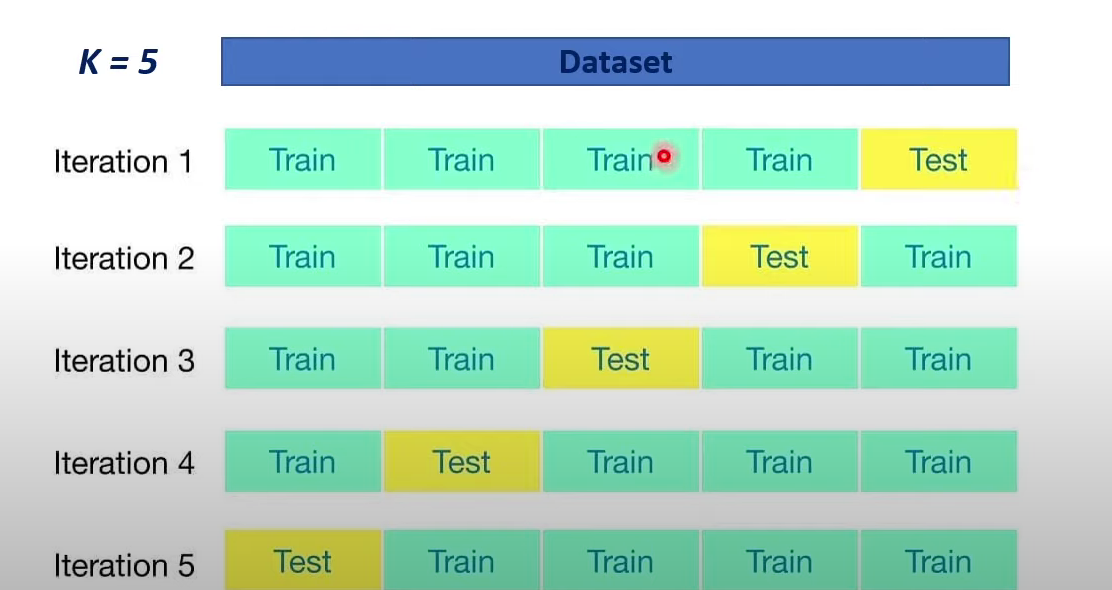 K = 5 Dataset
Iteration 1 Train Train Train Train Test
Iteration 2 Train Train Train Test Train
Iteration 3 Train Train Test Train Train
Iteration 4 Train Test Train Train Train
Iteration 5 Test Train Train Train Train